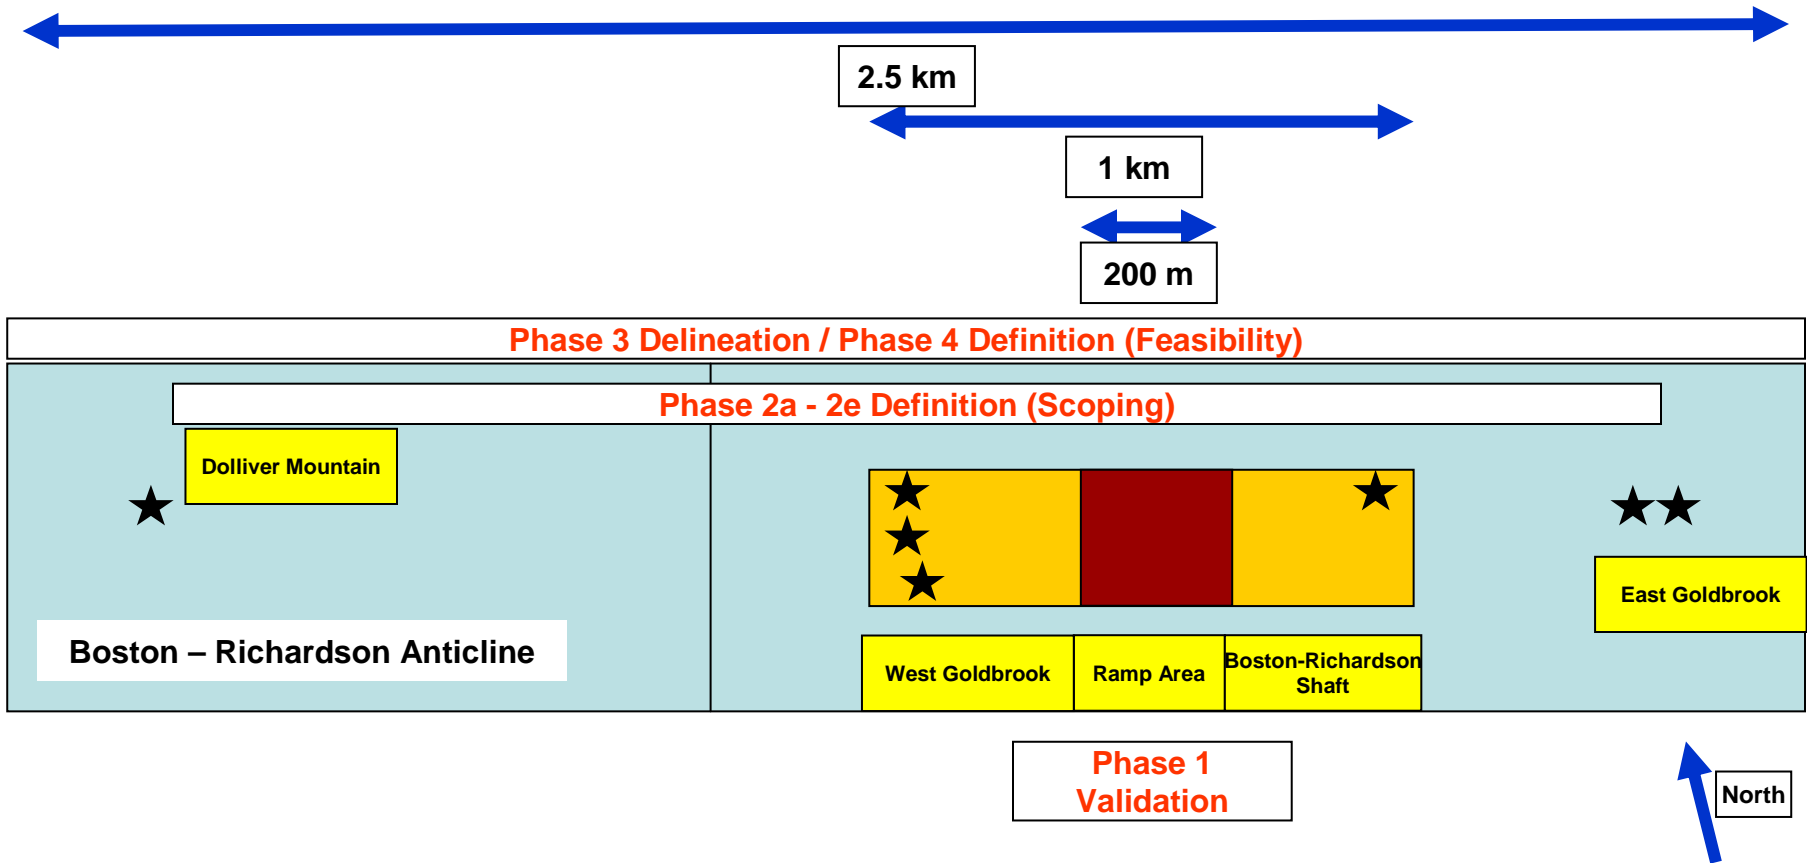 2.5 km
1 km
200 m
Phase 3 Delineation / Phase 4 Definition (Feasibility)
Phase 2a - 2e Definition (Scoping)
Dolliver Mountain
East Goldbrook
Boston – Richardson Anticline
West Goldbrook
Ramp Area
Boston-Richardson
Shaft
Phase 1
Validation
North